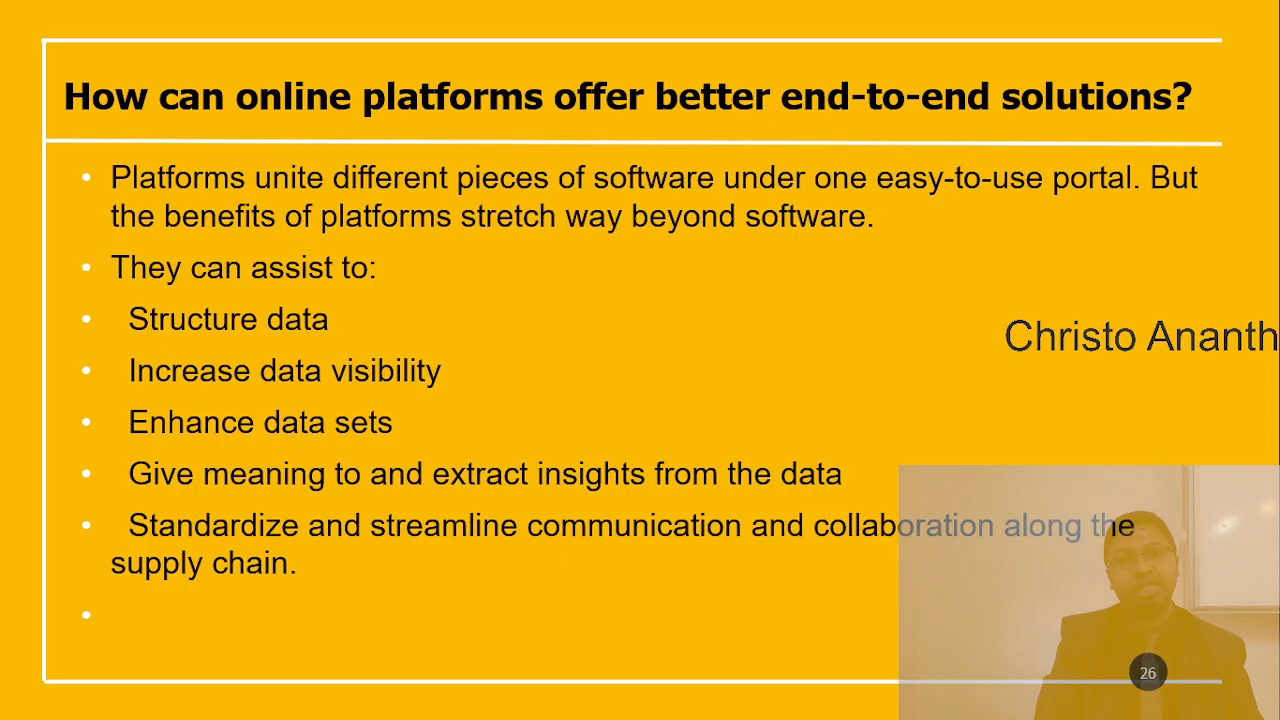 How can online platforms offer better end-to-end solutions?
• Platforms unite different pieces of software under one easy-to-use portal. But
the benefits of platforms stretch way beyond software.
• They can assist to:
• Structure data
Christo Ananth
• Increase data visibility
• Enhance data sets
• Give meaning to and extract insights from the data
• Standardize and streamline communication and collaboration along the
supply chain.
•
26